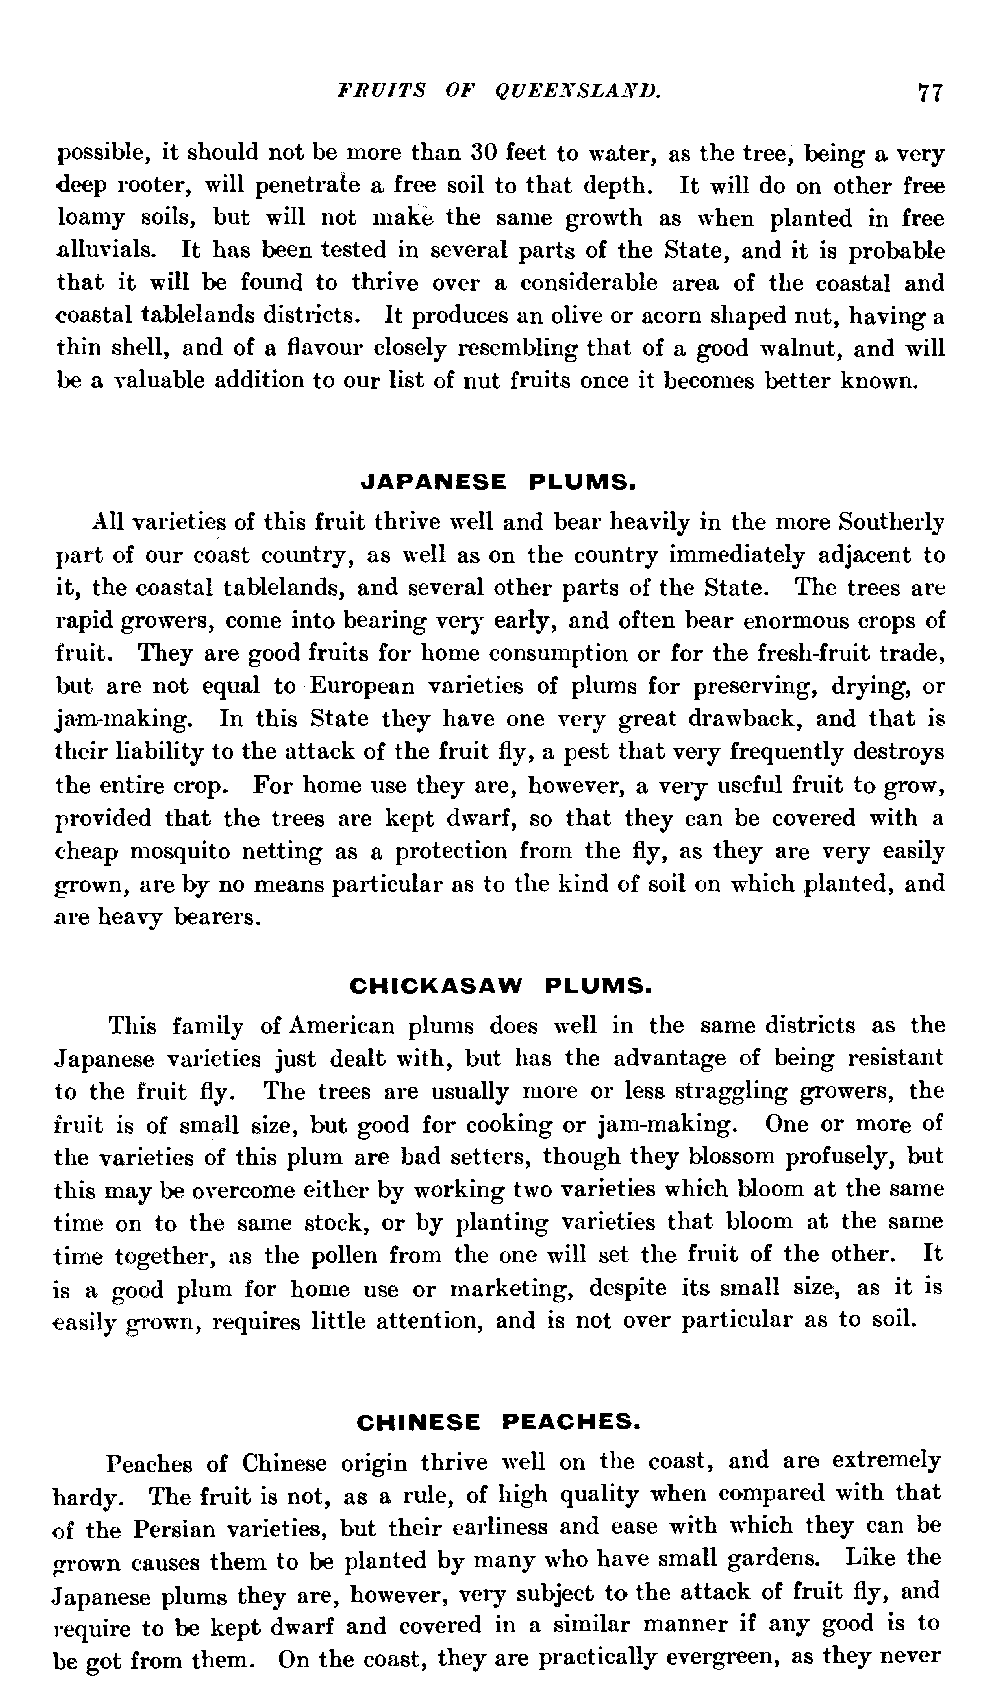 FRUITS OF QUEENSLAND. 77
possible, it should not be more than 30 feet to water, as the tree, being a very
deep rooter, will penetrate a free soil to that depth. It will do on other free
loamy soils, but will not make the same growth as when planted in free
alluvials. It has been tested in several parts of the State, and it is probable
that it will be found to thrive over a considerable area of the coastal and
coastal tablelands districts. It produces an olive or acorn shaped nut, having a
thin shell, and of a flavour closely resembling that of a good walnut, and will
be a valuable addition to our list of nut fruits once it becomes better known.
JAPANESE PLUMS.
All varieties of this fruit thrive well and bear heavily in the more Southerly
part of our coast country, as well as on the country immediately adjacent to
it, the coastal tablelands, and several other parts of the State. The trees are
rapid growers, come into bearing very early, and often bear enormous crops of
fruit. They are good fruits for home consumption or for the fresh-fruit trade,
but are not equal to European varieties of plums for preserving, drying, or
jam-making. In this State they have one very great drawback, and that is
their liability to the attack of the fruit fly, a pest that very frequently destroys
the entire crop. For home use they are, however, a very useful fruit to grow,
provided that the trees are kept dwarf, so that they can be covered with a
cheap mosquito netting as a protection from the fly, as they are very easily
grown, are by no means particular as to the kind of soil on which planted, and
are heavy bearers.
CHICKASAW PLUMS.
This family of American plums does well in the same districts as the
Japanese varieties just dealt with, but has the advantage of being resistant
to the fruit fly. The trees are usually more or less straggling growers, the
fruit is of small size, but good for cooking or jam-making. One or more of
the varieties of this plum are bad setters, though they blossom profusely, but
this may be overcome either by working two varieties which bloom at the same
time on to the same stock, or by planting varieties that bloom at the same
time together, as the pollen from the one will set the fruit of the other. It
is a good plum for home use or marketing, despite its small size, as it is
easily grown, requires little attention, and is not over particular as to soil.
CHINESE PEACHES.
Peaches of Chinese origin thrive well on the coast, and are extremely
hardy. The fruit is not, as a rule, of high quality when compared with that
of the Persian varieties, but their earliness and ease with which they can be
grown causes them to be planted by many who have small gardens. Like the
Japanese plums they are, however, very subject to the attack of fruit fly, and
require to be kept dwarf and covered in a similar manner if any good is to
be got from them. On the coast, they are practically evergreen, as they never